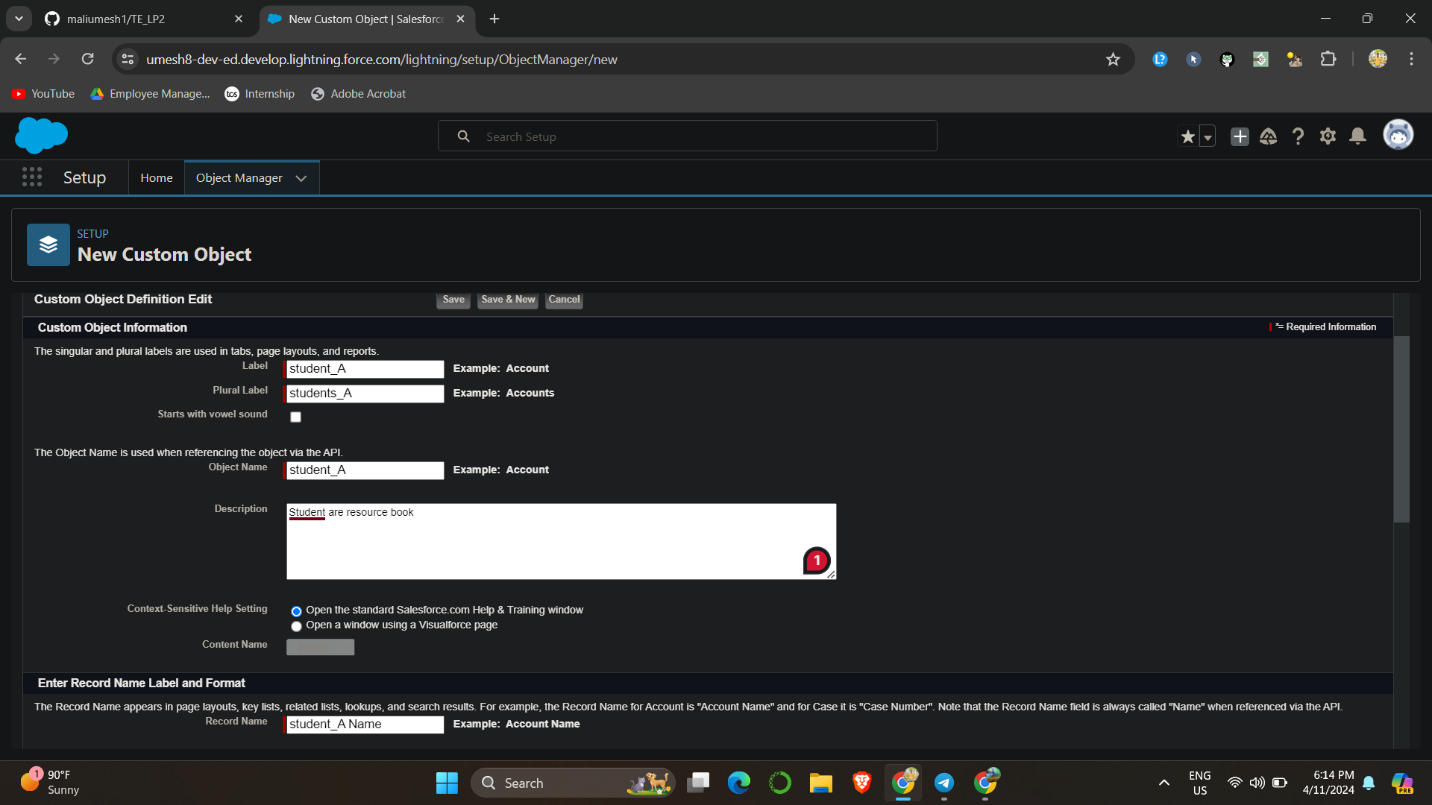 maliumesh1/TE_LP2
New Custom Object | Salesforc
umesh8-dev-ed.develop.lightning.force.com/lightning/setup/ObjectManager/new
YouTube Employee Manage... tcs Internship Adobe Acrobat
Search Setup
Setup Home Object Manager
SETUP
New Custom Object
Custom Object Definition Edit Save Save & New Cancel
Custom Object Information *= Required Information
The singular and plural labels are used in tabs, page layouts, and reports.
Label student_A Example: Account
Plural Label students_A Example: Accounts
Starts with vowel sound
The Object Name is used when referencing the object via the API.
Object Name student_A Example: Account
Description Student are resource book
1
Context-Sensitive Help Setting Open the standard Salesforce.com Help & Training window
Open a window using a Visualforce page
Content Name
Enter Record Name Label and Format
The Record Name appears in page layouts, key lists, related lists, lookups, and search results. For example, the Record Name for Account is "Account Name" and for Case it is "Case Number". Note that the Record Name field is always called "Name" when referenced via the API.
Record Name student_A Name Example: Account Name
1 90°F
Sunny
Search
ENG
US
6:14 PM
4/11/2024
PRE